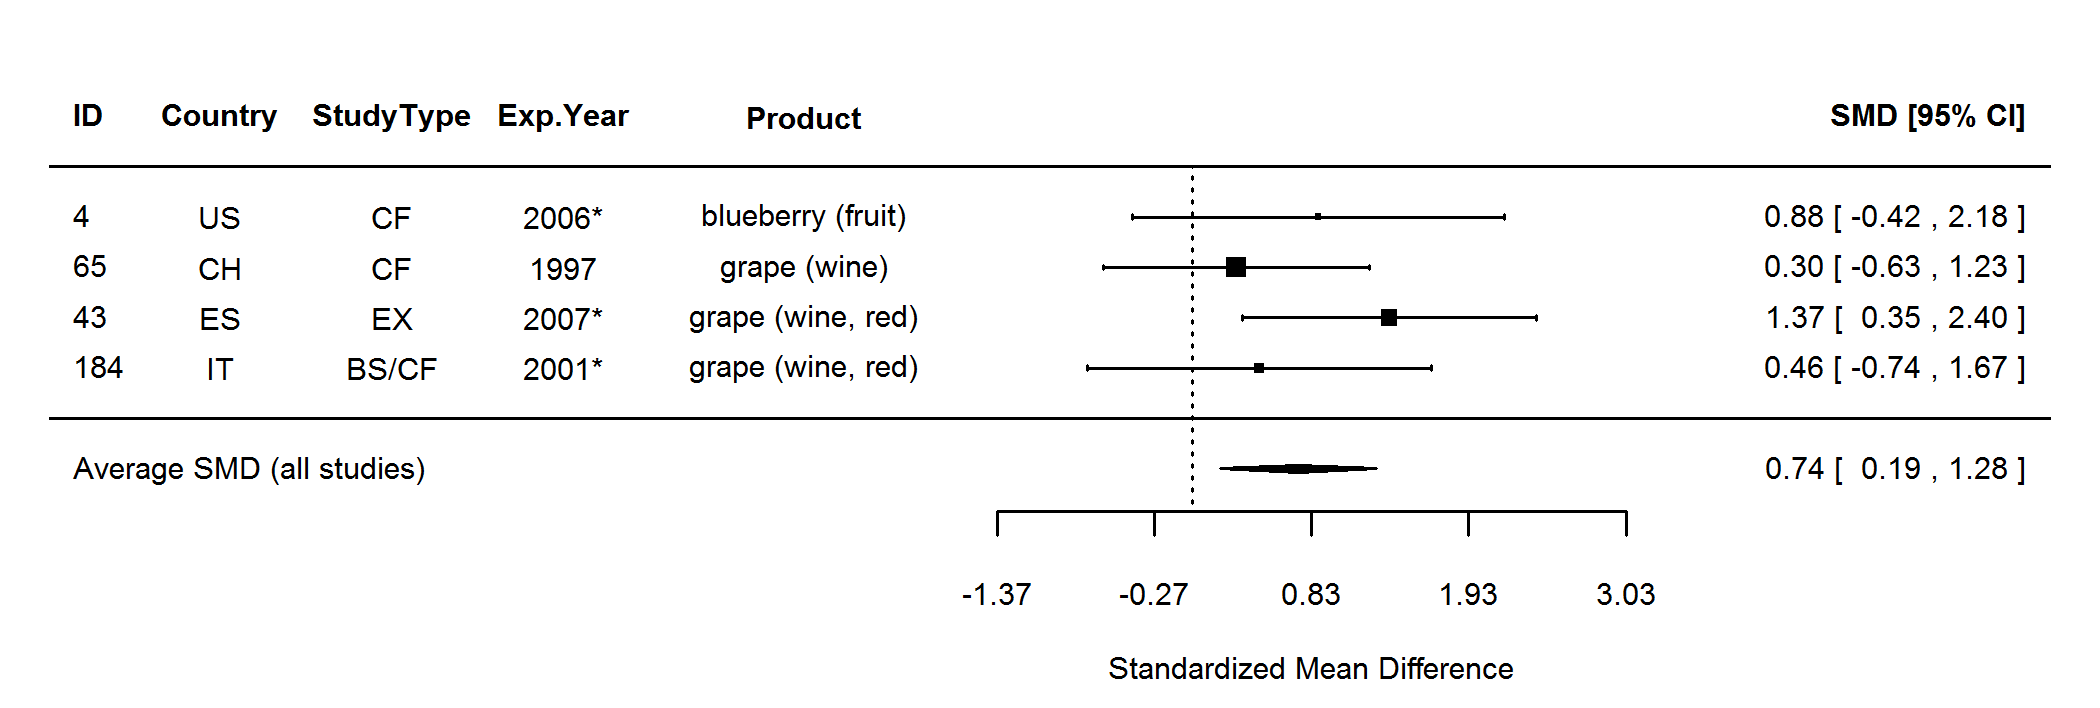 ID Country StudyType Exp.Year Product SMD [95% CI]
4 US CF 2006* blueberry (fruit) 0.88 [ -0.42 , 2.18 ]
65 CH CF 1997 grape (wine) 0.30 [ -0.63 , 1.23 ]
43 ES EX 2007* grape (wine, red) 1.37 [ 0.35 , 2.40 ]
184 IT BS/CF 2001* grape (wine, red) 0.46 [ -0.74 , 1.67 ]
Average SMD (all studies) 0.74 [ 0.19 , 1.28 ]
-1.37 -0.27 0.83 1.93 3.03
Standardized Mean Difference